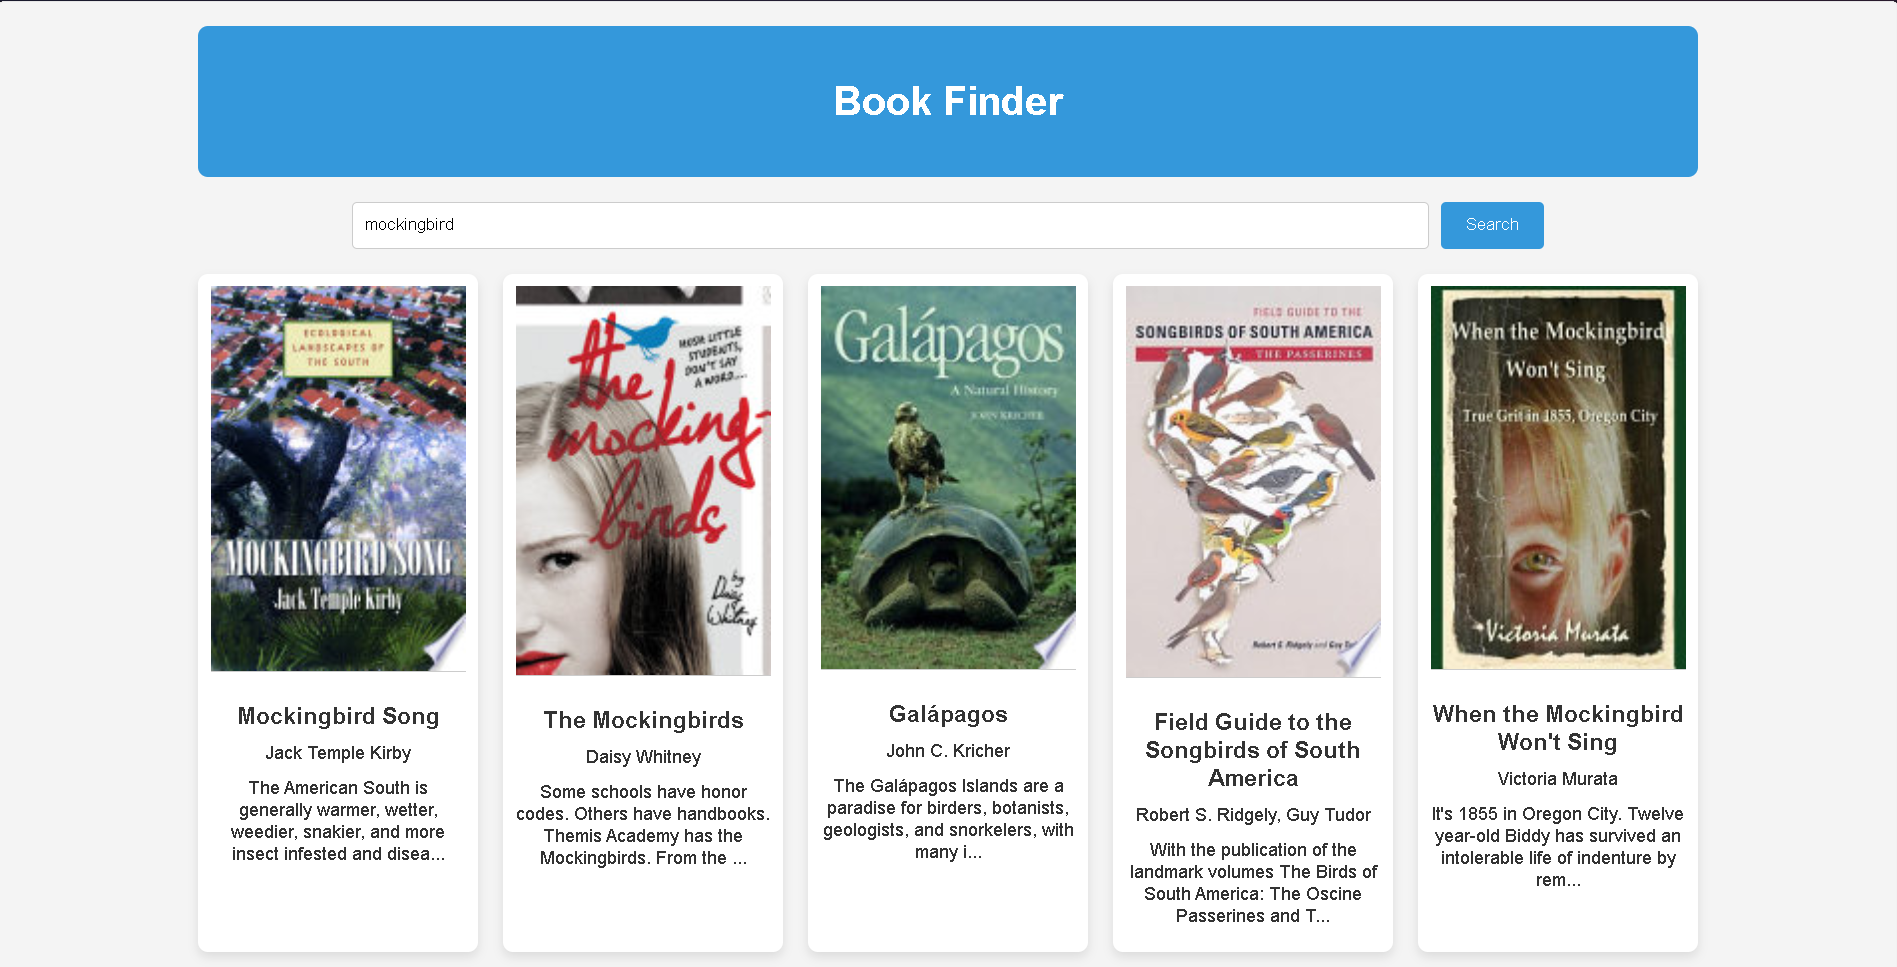 Book Finder
mockingbird
Search
ECOLOGICAL
LANDSCAPES OF
THE SOUTH
MOCKINGBIRD SONG
Jack Temple Kirby
Mockingbird Song
Jack Temple Kirby
The American South is
generally warmer, wetter,
weedier, snakier, and more
insect infested and disea...
HUSH LITTLE
STUDENTS,
DON'T SAY
A WORD....
the
mocking-
birds
by
Daisy
Whitney
The Mockingbirds
Daisy Whitney
Some schools have honor
codes. Others have handbooks.
Themis Academy has the
Mockingbirds. From the ...
Galápagos
A Natural History
JOHN KRICHER
Galápagos
John C. Kricher
The Galápagos Islands are a
paradise for birders, botanists,
geologists, and snorkelers, with
many i...
FIELD GUIDE TO THE
SONGBIRDS OF SOUTH AMERICA
THE PASSERINES
Robert S. Ridgely and Guy
Field Guide to the
Songbirds of South
America
Robert S. Ridgely, Guy Tudor
With the publication of the
landmark volumes The Birds of
South America: The Oscine
Passerines and T...
When the Mockingbird
Won't Sing
True Grit in 1855, Oregon City
Victoria Murata
When the Mockingbird
Won't Sing
Victoria Murata
It's 1855 in Oregon City. Twelve
year-old Biddy has survived an
intolerable life of indenture by
rem...